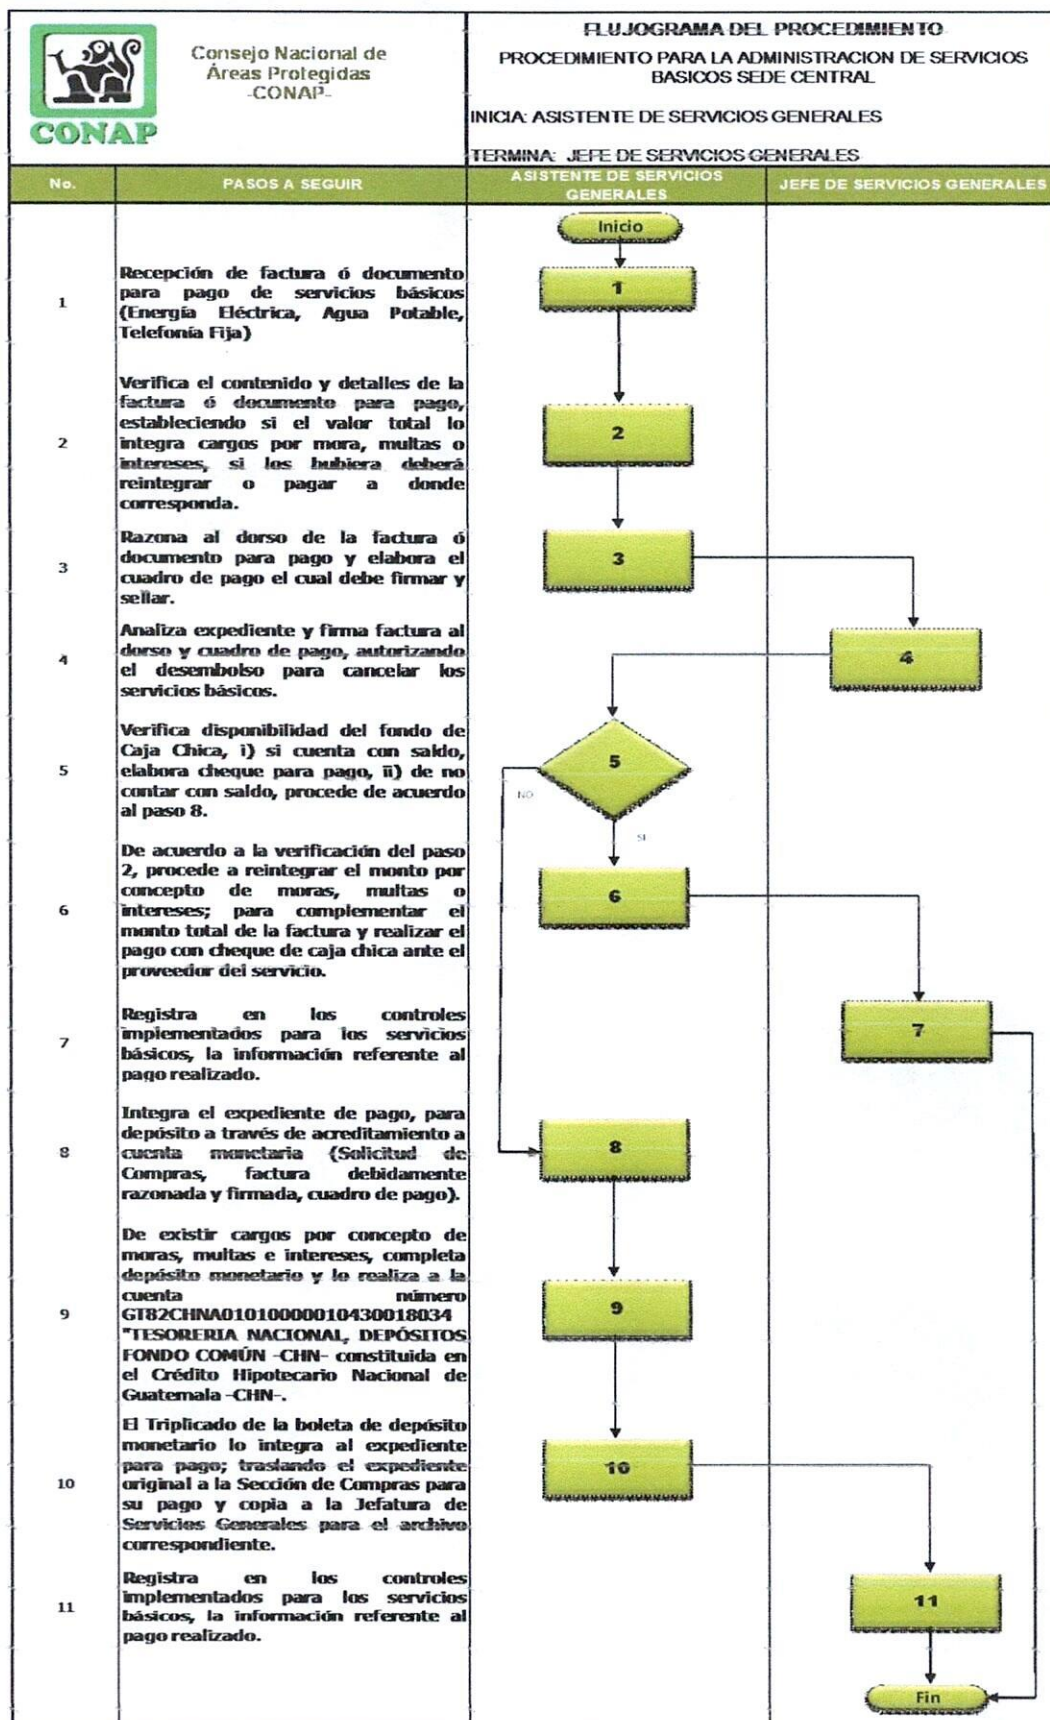 CONAP
Consejo Nacional de
Áreas Protegidas
-CONAP-
FLUJOGRAMA DEL PROCEDIMIENTO
PROCEDIMIENTO PARA LA ADMINISTRACION DE SERVICIOS
BASICOS SEDE CENTRAL
INICIA: ASISTENTE DE SERVICIOS GENERALES
TERMINA: JEFE DE SERVICIOS GENERALES
No.
PASOS A SEGUIR
ASISTENTE DE SERVICIOS
GENERALES
JEFE DE SERVICIOS GENERALES
Inicio
1
Recepción de factura ó documento
para pago de servicios básicos
(Energía Eléctrica, Agua Potable,
Telefonía Fija)
1
2
Verifica el contenido y detalles de la
factura ó documento para pago,
estableciendo si el valor total lo
integra cargos por mora, multas o
intereses, si los hubiera deberá
reintegrar o pagar a donde
corresponda.
2
3
Razona al dorso de la factura ó
documento para pago y elabora el
cuadro de pago el cual debe firmar y
sellar.
3
4
Analiza expediente y firma factura al
dorso y cuadro de pago, autorizando
el desembolso para cancelar los
servicios básicos.
4
5
Verifica disponibilidad del fondo de
Caja Chica, i) si cuenta con saldo,
elabora cheque para pago, ii) de no
contar con saldo, procede de acuerdo
al paso 8.
5
NO
SI
6
De acuerdo a la verificación del paso
2, procede a reintegrar el monto por
concepto de moras, multas o
intereses; para complementar el
monto total de la factura y realizar el
pago con cheque de caja chica ante el
proveedor del servicio.
6
7
Registra en los controles
implementados para los servicios
básicos, la información referente al
pago realizado.
7
8
Integra el expediente de pago, para
depósito a través de acreditamiento a
cuenta monetaria (Solicitud de
Compras, factura debidamente
razonada y firmada, cuadro de pago).
8
9
De existir cargos por concepto de
moras, multas e intereses, completa
depósito monetario y lo realiza a la
cuenta número
GT82CHNA01010000010430018034
"TESORERIA NACIONAL, DEPÓSITOS
FONDO COMÚN -CHN- constituida en
el Crédito Hipotecario Nacional de
Guatemala -CHN-.
9
10
El Triplicado de la boleta de depósito
monetario lo integra al expediente
para pago; traslando el expediente
original a la Sección de Compras para
su pago y copia a la Jefatura de
Servicios Generales para el archivo
correspondiente.
10
11
Registra en los controles
implementados para los servicios
básicos, la información referente al
pago realizado.
11
Fin